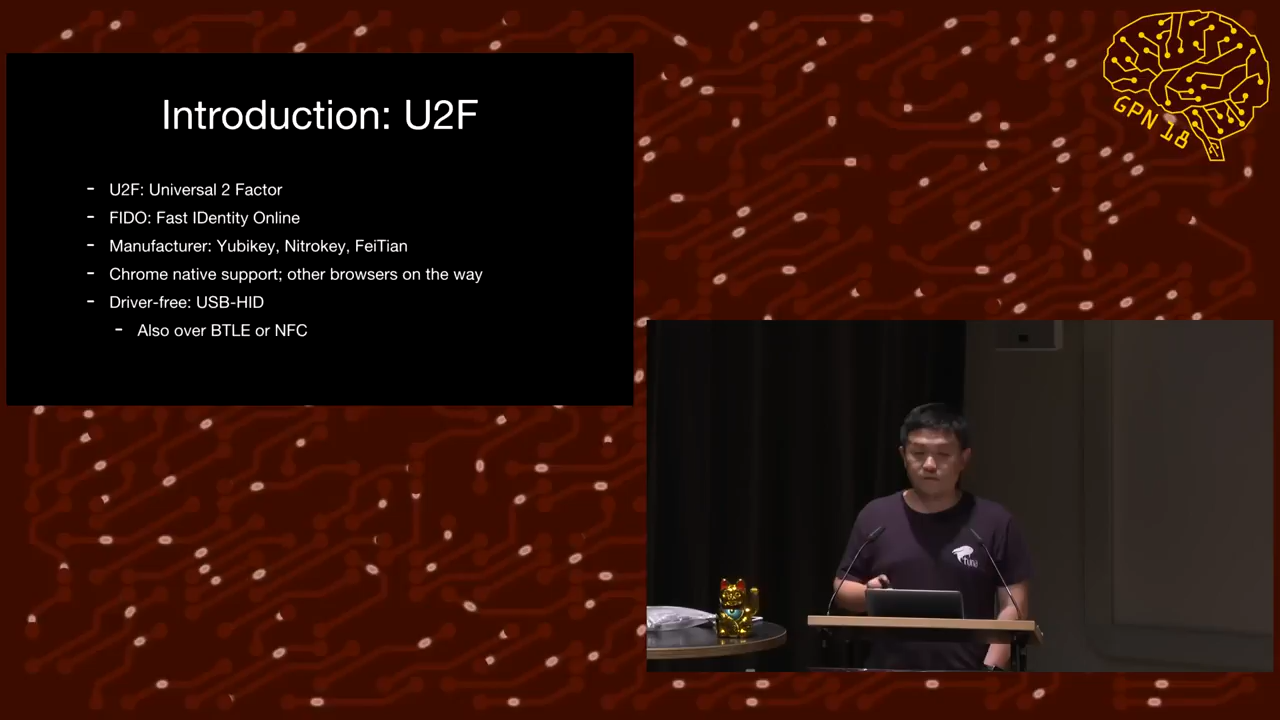 Introduction: U2F
- U2F: Universal 2 Factor
- FIDO: Fast IDentity Online
- Manufacturer: Yubikey, Nitrokey, FeiTian
- Chrome native support; other browsers on the way
- Driver-free: USB-HID
- Also over BTLE or NFC
GPN 18
TUNA